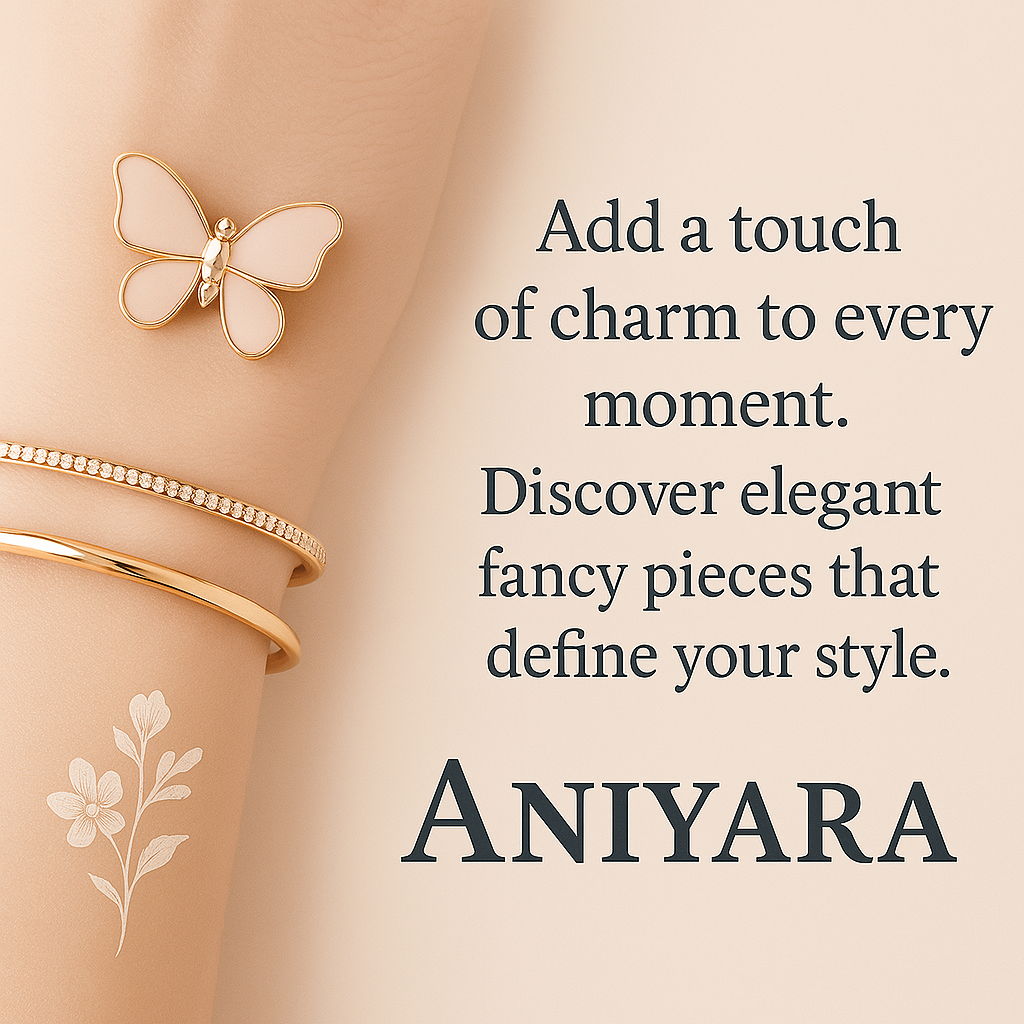 Add a touch
of charm to every
moment.
Discover elegant
fancy pieces that
define your style.
ANIYARA